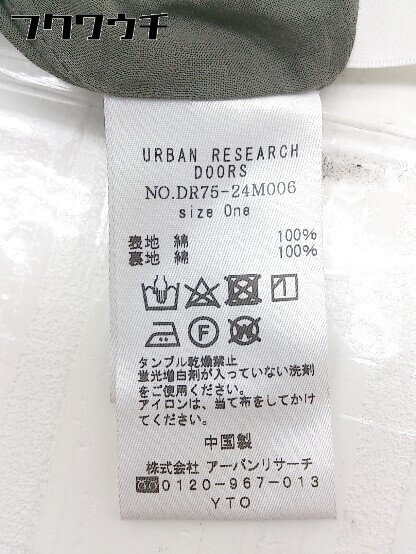 フクワウチ
URBAN RESEARCH
DOORS
NO.DR75-24M006
size One
表地 綿 100%
裏地 綿 100%
F
W
タンブル乾燥禁止
蛍光増白剤が入っていない洗剤
をご使用ください。
アイロンは、当て布をしてかけ
てください。
中国製
株式会社 アーバンリサーチ
0120-967-013
YTO